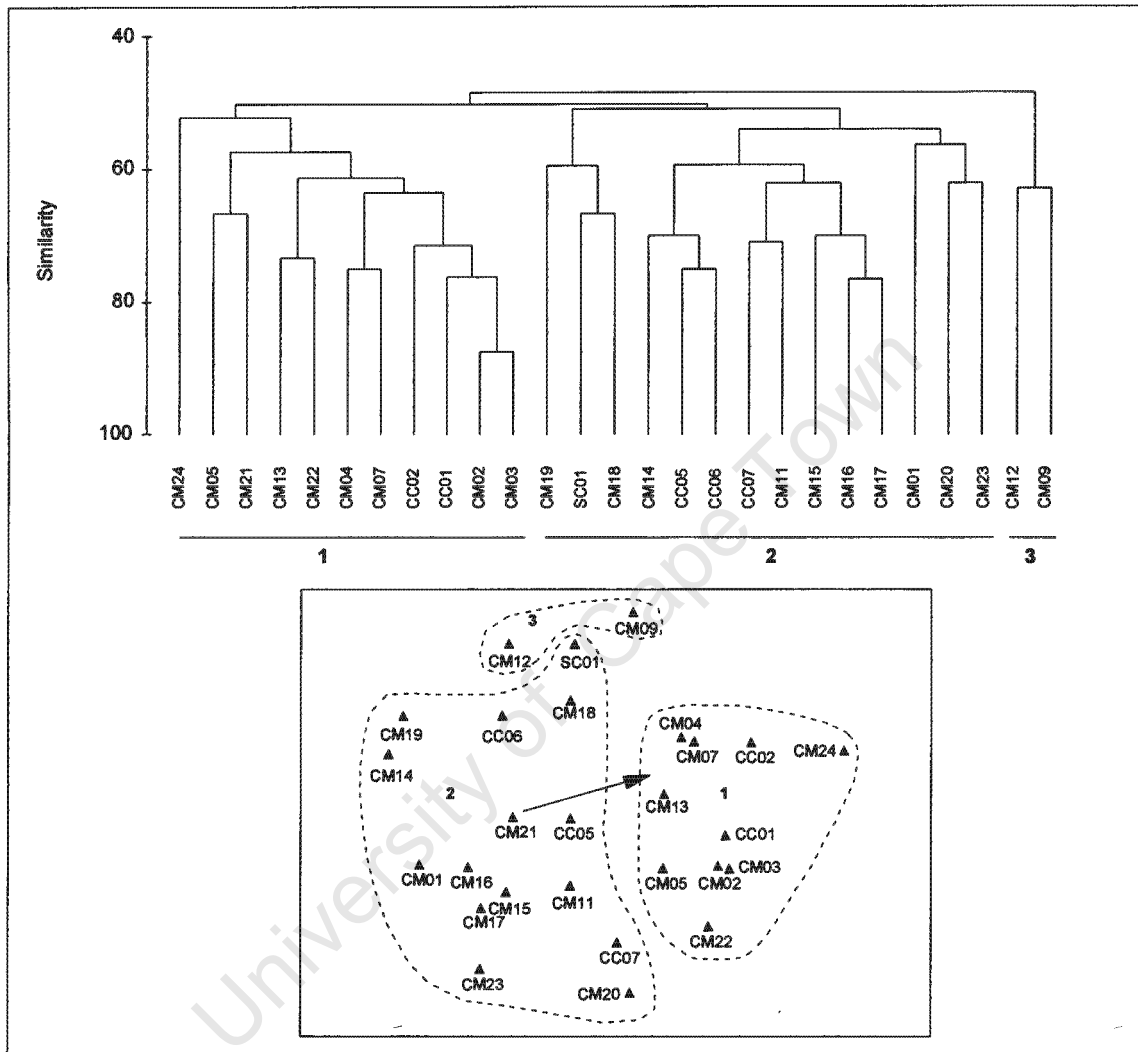 40
60
Similarity
80
100
CM24 CM05 CM21 CM13 CM22 CM04 CM07 CC02 CC01 CM02 CM03 CM19 SC01 CM18 CM14 CC05 CC06 CC07 CM11 CM15 CM16 CM17 CM01 CM20 CM23 CM12 CM09
1 2 3
3
CM09
CM12 SC01
CM18
CM19 CC06
CM04
CM07 CC02 CM24
CM14
2 1
CM13
CM21 CC05
CC01
CM01 CM16
CM05 CM02 CM03
CM15 CM11
CM17
CM22
CC07
CM23
CM20
University of Cape Town